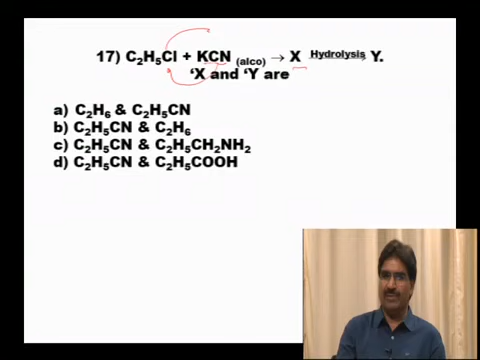 17) C₂H₅Cl + KCN (alco) → X Hydrolysis→ Y.
‘X and ‘Y are
a) C₂H₆ & C₂H₅CN
b) C₂H₅CN & C₂H₆
c) C₂H₅CN & C₂H₅CH₂NH₂
d) C₂H₅CN & C₂H₅COOH